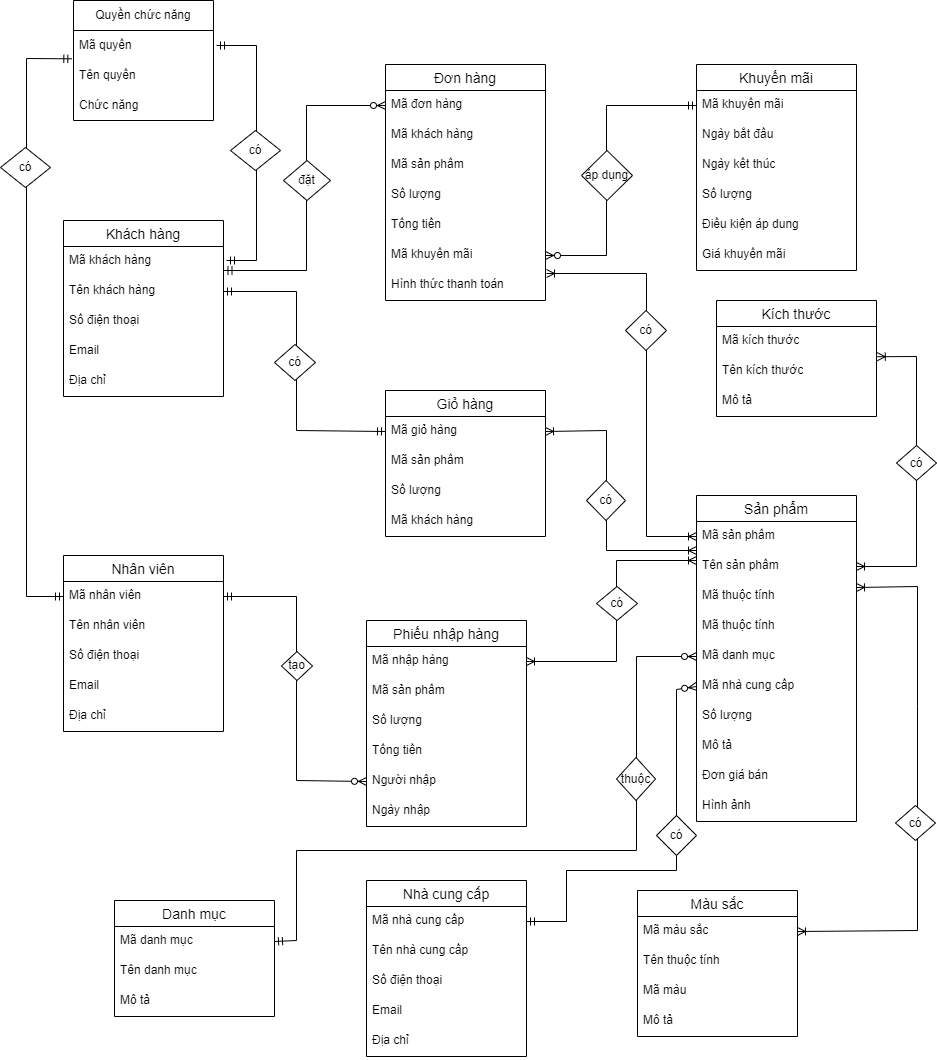 Quyền chức năng
Mã quyền
Tên quyền
Chức năng
có
có
Đơn hàng
Mã đơn hàng
Mã khách hàng
Mã sản phẩm
Số lượng
Tổng tiền
Mã khuyến mãi
Hình thức thanh toán
Khuyến mãi
Mã khuyến mãi
Ngày bắt đầu
Ngày kết thúc
Số lượng
Điều kiện áp dung
Giá khuyến mãi
đặt
áp dụng
Khách hàng
Mã khách hàng
Tên khách hàng
Số điện thoại
Email
Địa chỉ
có
có
Kích thước
Mã kích thước
Tên kích thước
Mô tả
có
Giỏ hàng
Mã giỏ hàng
Mã sản phẩm
Số lượng
Mã khách hàng
có
Sản phẩm
Mã sản phẩm
Tên sản phẩm
Mã thuộc tính
Mã thuộc tính
Mã danh mục
Mã nhà cung cấp
Số lượng
Mô tả
Đơn giá bán
Hình ảnh
Nhân viên
Mã nhân viên
Tên nhân viên
Số điện thoại
Email
Địa chỉ
tạo
có
Phiếu nhập hàng
Mã nhập hàng
Mã sản phẩm
Số lượng
Tổng tiền
Người nhập
Ngày nhập
thuộc
có
có
Danh mục
Mã danh mục
Tên danh mục
Mô tả
Nhà cung cấp
Mã nhà cung cấp
Tên nhà cung cấp
Số điện thoại
Email
Địa chỉ
Màu sắc
Mã màu sắc
Tên thuộc tính
Mã màu
Mô tả